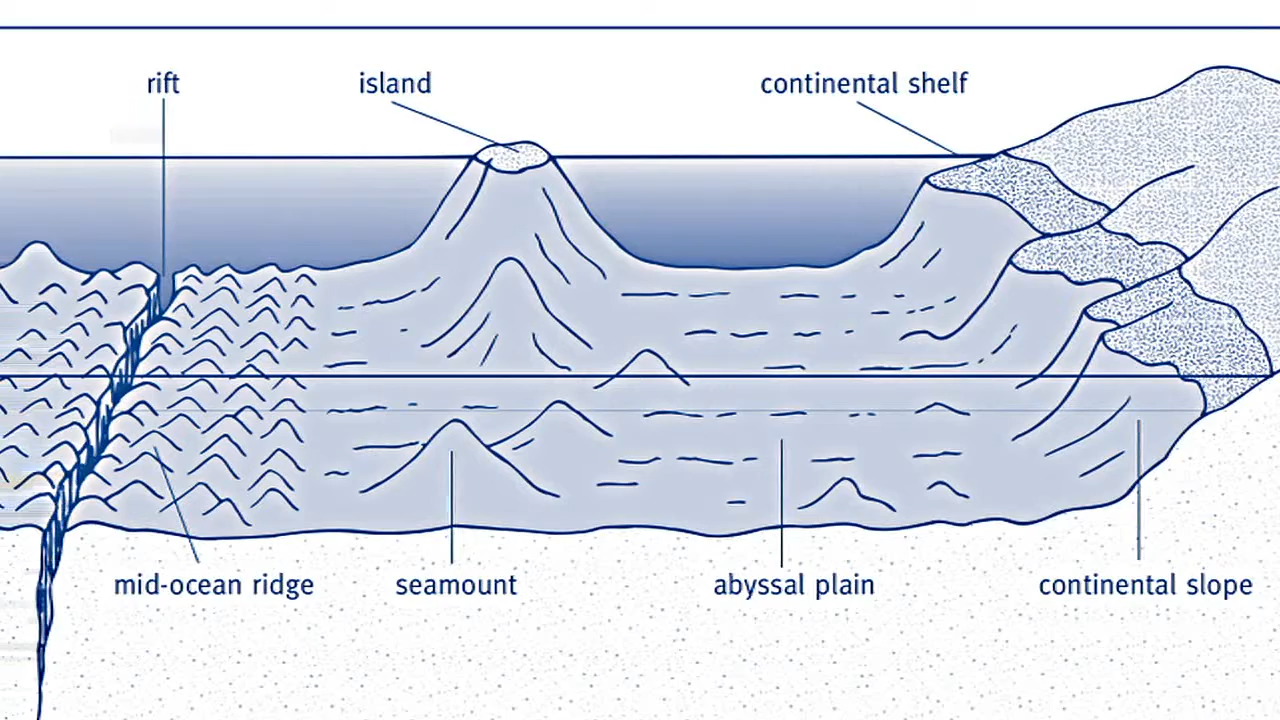 rift
island
continental shelf
mid-ocean ridge
seamount
abyssal plain
continental slope